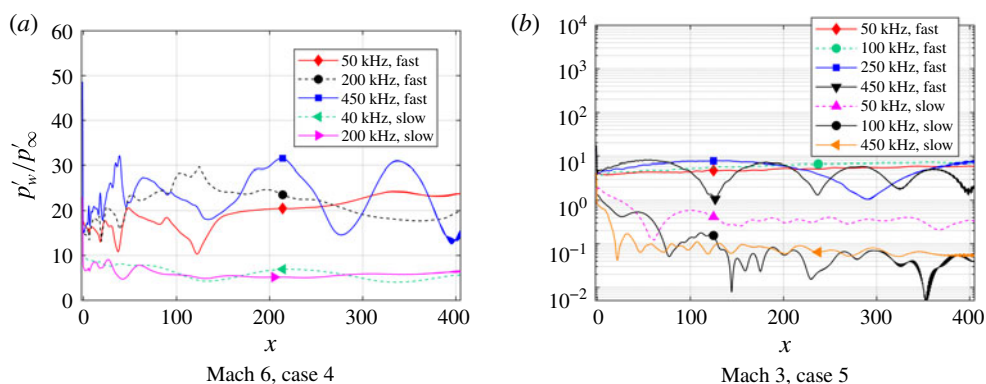 (a)
60
50
40
30
20
10
0
p′w/p′∞
0 100 200 300 400
x
50 kHz, fast
200 kHz, fast
450 kHz, fast
40 kHz, slow
200 kHz, slow
Mach 6, case 4
(b)
10⁴
10³
10²
10¹
10⁰
10⁻¹
10⁻²
0 100 200 300 400
x
50 kHz, fast
100 kHz, fast
250 kHz, fast
450 kHz, fast
50 kHz, slow
100 kHz, slow
450 kHz, slow
Mach 3, case 5